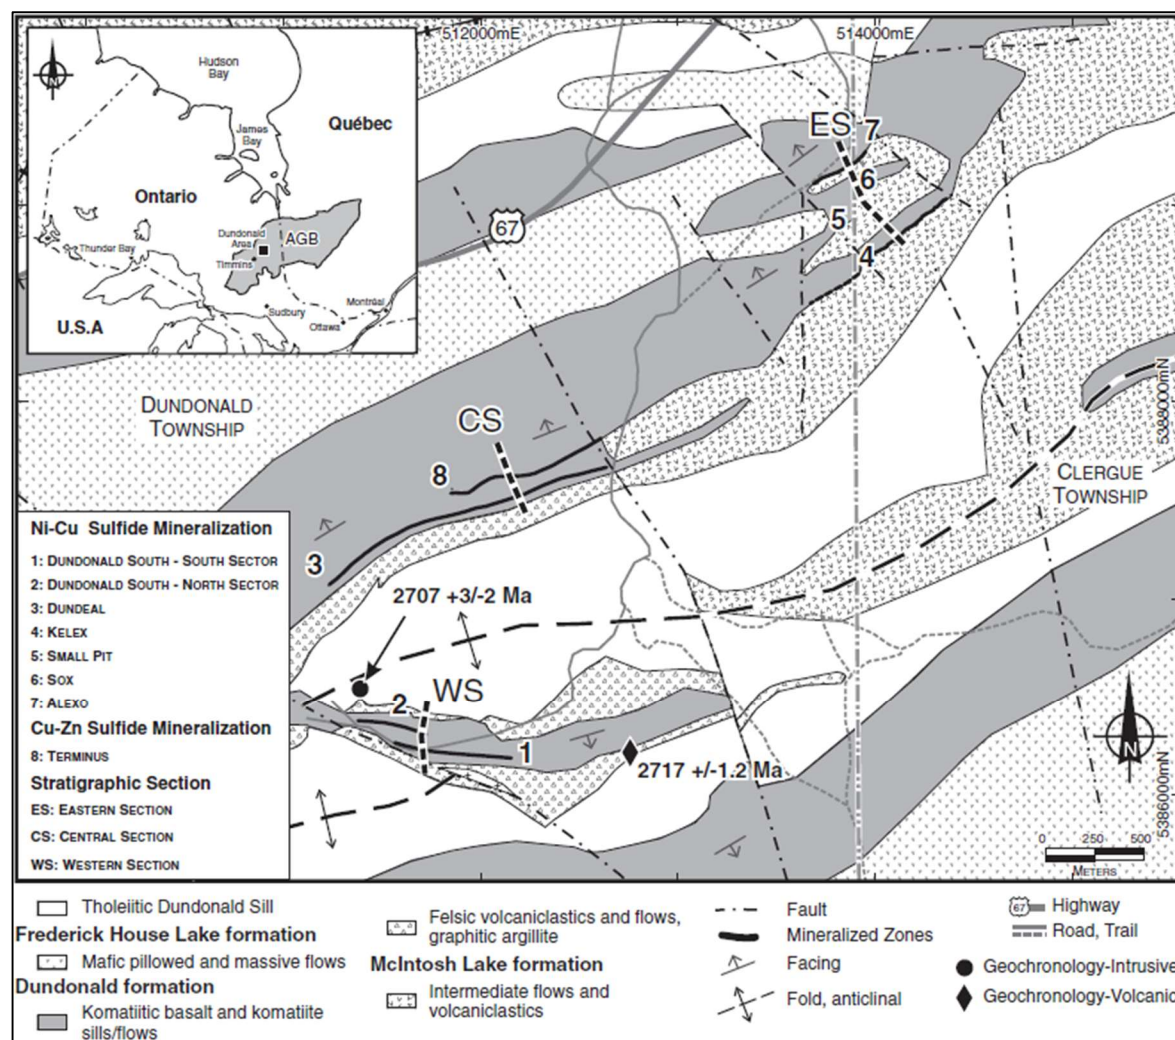 512000mE
514000mE
N
Hudson
Bay
James
Bay
Québec
Ontario
Dundonald
Area
AGB
Timmins
Thunder Bay
Sudbury
Montréal
Ottawa
U.S.A
67
ES
7
6
5
4
DUNDONALD
TOWNSHIP
5388000mN
CS
8
CLERGUE
TOWNSHIP
3
2707 +3/-2 Ma
WS
2
1
2717 +/-1.2 Ma
N
5386000mN
0 250 500
METERS
Ni-Cu Sulfide Mineralization
1: DUNDONALD SOUTH - SOUTH SECTOR
2: DUNDONALD SOUTH - NORTH SECTOR
3: DUNDEAL
4: KELEX
5: SMALL PIT
6: SOX
7: ALEXO
Cu-Zn Sulfide Mineralization
8: TERMINUS
Stratigraphic Section
ES: EASTERN SECTION
CS: CENTRAL SECTION
WS: WESTERN SECTION
Tholeiitic Dundonald Sill
Frederick House Lake formation
Mafic pillowed and massive flows
Dundonald formation
Komatiitic basalt and komatiite
sills/flows
Felsic volcaniclastics and flows,
graphitic argillite
McIntosh Lake formation
Intermediate flows and
volcaniclastics
Fault
Mineralized Zones
Facing
Fold, anticlinal
67 Highway
Road, Trail
Geochronology-Intrusive
Geochronology-Volcanic